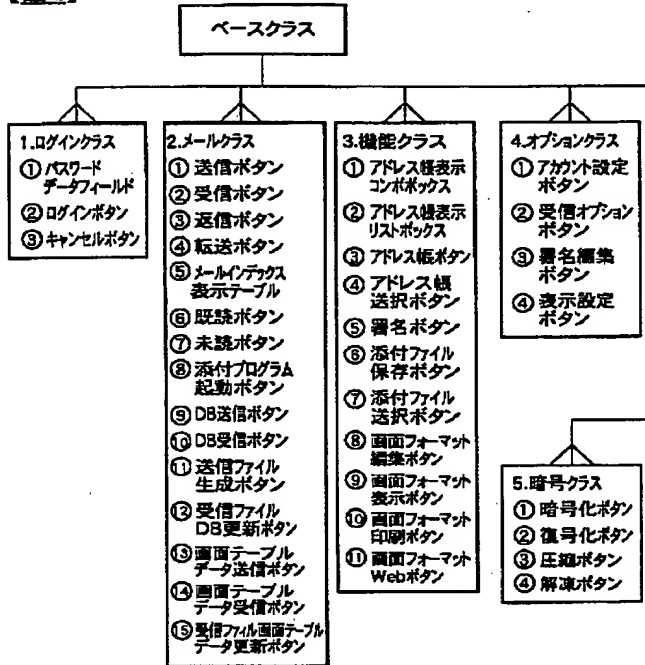 ベースクラス
1.ログインクラス
① パスワード
データフィールド
② ログインボタン
③ キャンセルボタン
2.メールクラス
① 送信ボタン
② 受信ボタン
③ 返信ボタン
④ 転送ボタン
⑤ メールインデックス
表示テーブル
⑥ 既読ボタン
⑦ 未読ボタン
⑧ 添付プログラム
起動ボタン
⑨ DB送信ボタン
⑩ DB受信ボタン
⑪ 送信ファイル
生成ボタン
⑫ 受信ファイル
DB更新ボタン
⑬ 画面テーブル
データ送信ボタン
⑭ 画面テーブル
データ受信ボタン
⑮ 受信ファイル画面テーブル
データ更新ボタン
3.機能クラス
① アドレス帳表示
コンボボックス
② アドレス帳表示
リストボックス
③ アドレス帳ボタン
④ アドレス帳
送択ボタン
⑤ 署名ボタン
⑥ 添付ファイル
保存ボタン
⑦ 添付ファイル
選択ボタン
⑧ 画面フォーマット
編集ボタン
⑨ 画面フォーマット
表示ボタン
⑩ 画面フォーマット
印刷ボタン
⑪ 画面フォーマット
Webボタン
4.オプションクラス
① アカウント設定
ボタン
② 受信オプション
ボタン
③ 署名編集
ボタン
④ 表示設定
ボタン
5.暗号クラス
① 暗号化ボタン
② 復号化ボタン
③ 圧縮ボタン
④ 解凍ボタン